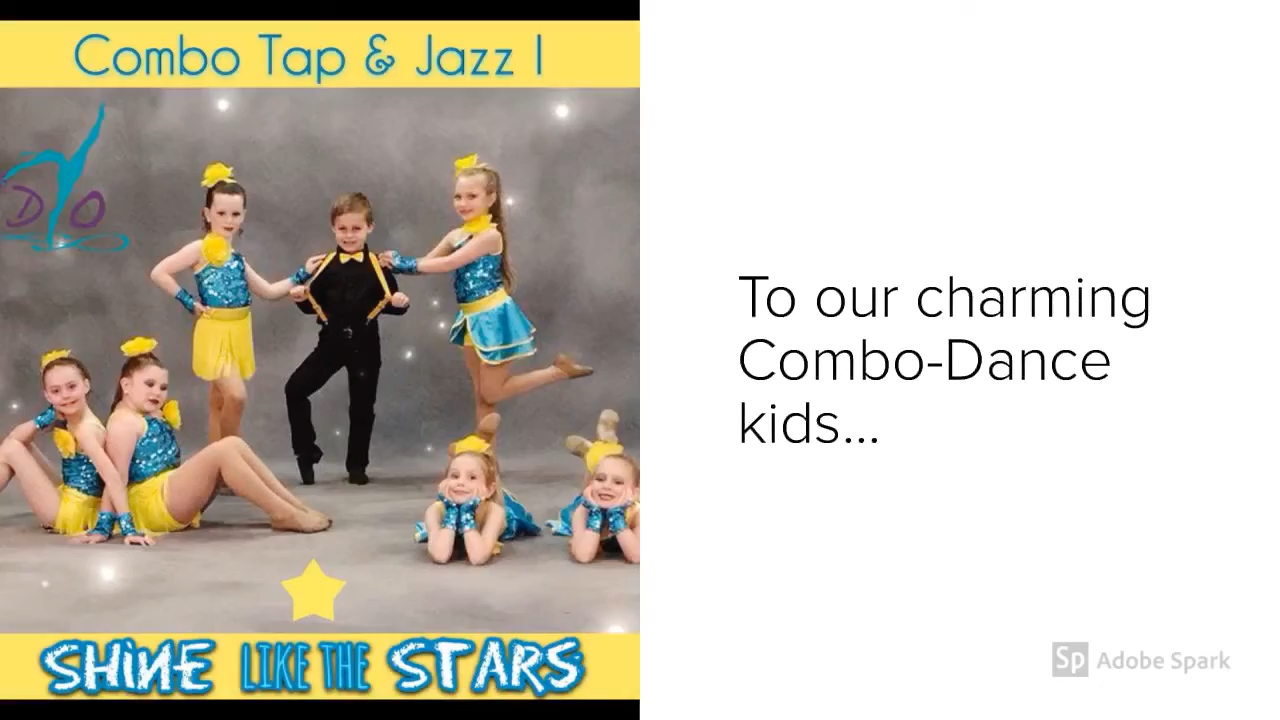 Combo Tap & Jazz I
D O
SHiNE LIKE THE STARS
To our charming
Combo-Dance
kids...
Sp Adobe Spark